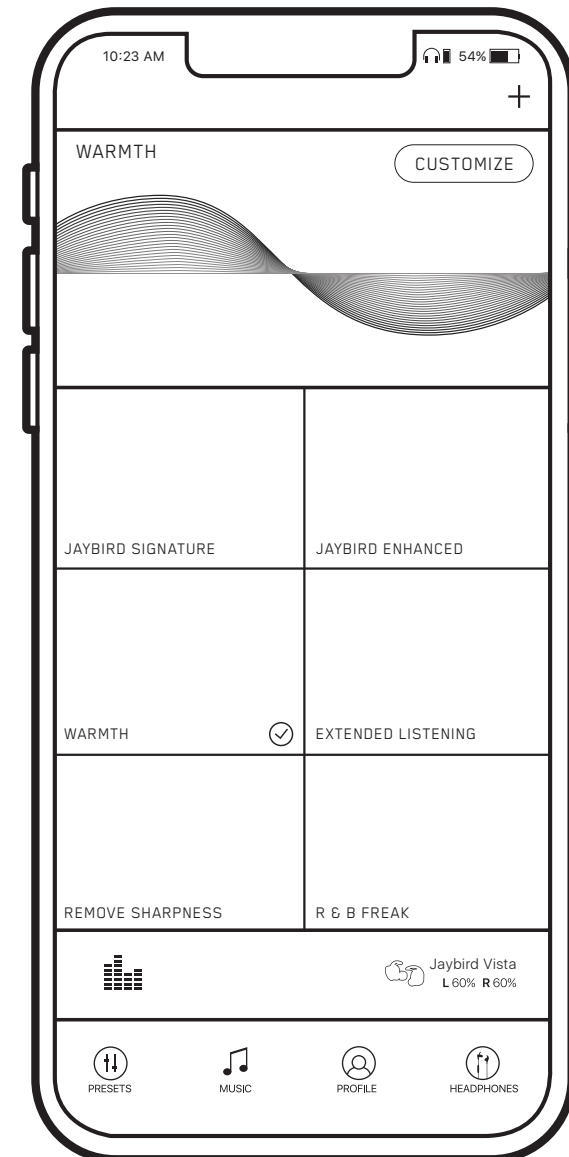 10:23 AM
54%
+
WARMTH
CUSTOMIZE
JAYBIRD SIGNATURE
JAYBIRD ENHANCED
WARMTH
EXTENDED LISTENING
REMOVE SHARPNESS
R & B FREAK
Jaybird Vista
L 60% R 60%
PRESETS
MUSIC
PROFILE
HEADPHONES